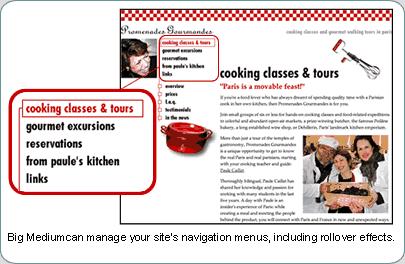 Promenades Gourmandes
cooking classes and gourmet walking tours in paris
cooking classes & tours
gourmet excursions
reservations
from paule's kitchen
links
overview
prices
f.a.q.
testimonials
in the news
cooking classes & tours
"Paris is a movable feast!"
If you're a food lover who has always dreamed of spending quality time with a Parisian
cook in her own kitchen, then Promenades Gourmandes is for you.
Join small groups of six or less for hands-on cooking classes and food-related expeditions
to colorful and abundant open-air markets, a prize-winning butcher, the famous Poilâne
Bakery, a long established wine shop, or Dehillerin, Paris' landmark kitchen emporium.
More than just a tour of the temples of
gastronomy, Promenades Gourmandes
is a unique opportunity to get to know
the real Paris and real parisians, starting
with your cooking teacher and guide
Paule Caillat
Thoroughly bilingual, Paule Caillat has
shared her knowledge and passion for
cooking with many students in the last
five years. A day with Paule is an
insider's experience of Paris: while
creating a meal and meeting the people
behind the product, you will connect with Paris and France in new and unexpected ways.
cooking classes & tours
gourmet excursions
reservations
from paule's kitchen
links
Big Mediumcan manage your site's navigation menus, including rollover effects.